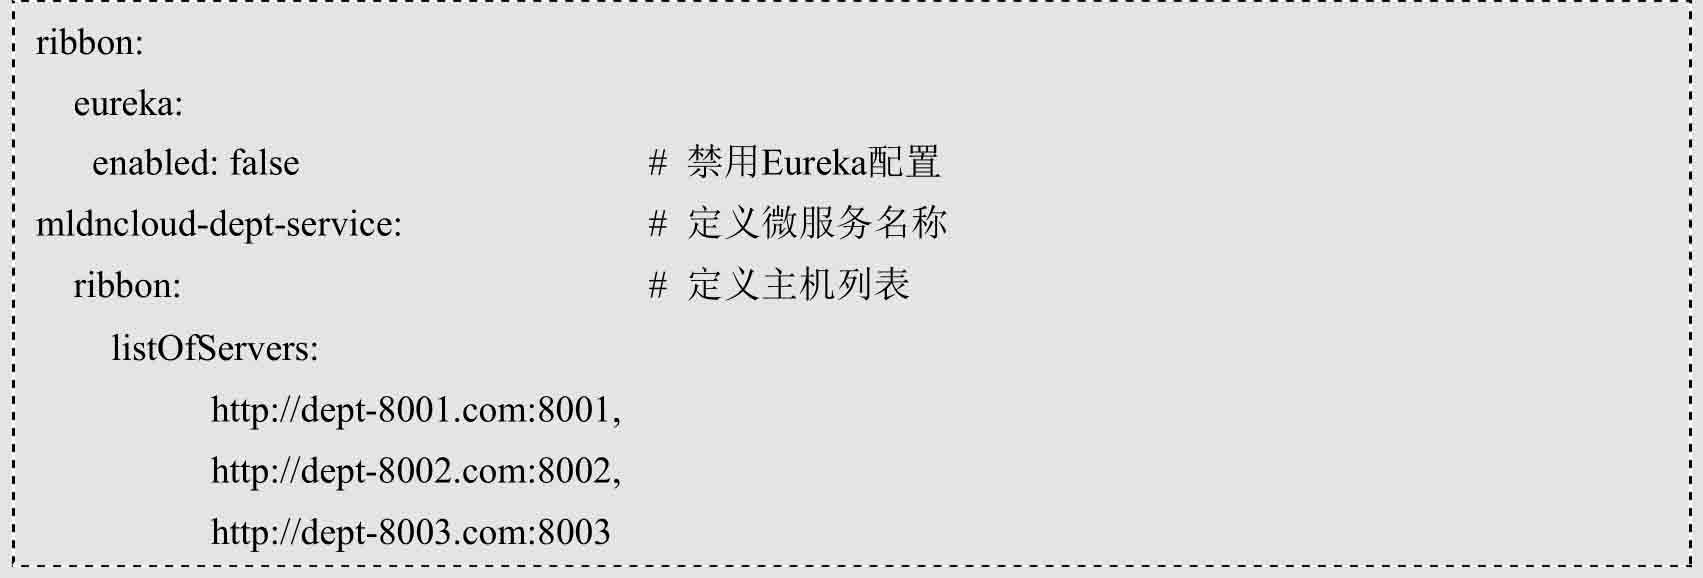 ribbon:
eureka:
enabled: false # 禁用Eureka配置
mldncloud-dept-service: # 定义微服务名称
ribbon: # 定义主机列表
listOfServers:
http://dept-8001.com:8001,
http://dept-8002.com:8002,
http://dept-8003.com:8003